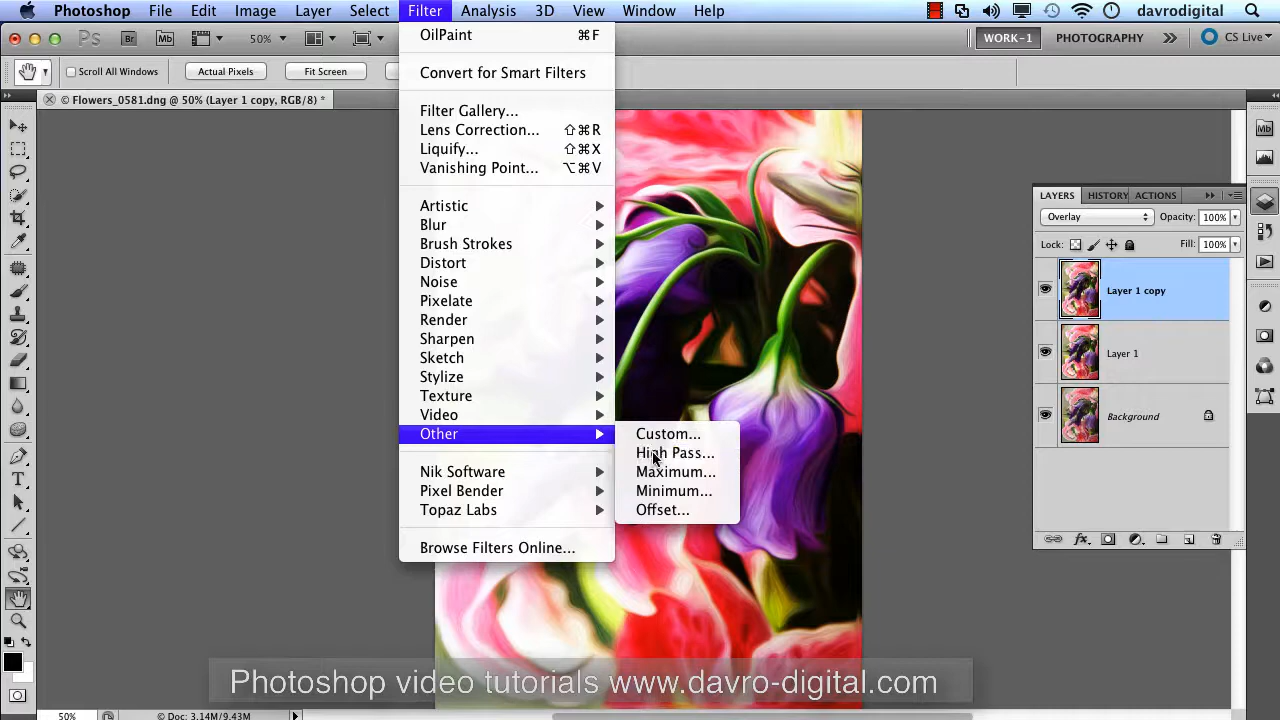 Photoshop File Edit Image Layer Select Filter Analysis 3D View Window Help davrodigital
Ps Br Mb 50% WORK-1 PHOTOGRAPHY CS Live
Scroll All Windows Actual Pixels Fit Screen
© Flowers_0581.dng @ 50% (Layer 1 copy, RGB/8) *
OilPaint ⌘F
Convert for Smart Filters
Filter Gallery...
Lens Correction... ⇧⌘R
Liquify... ⇧⌘X
Vanishing Point... ⌥⌘V
Artistic
Blur
Brush Strokes
Distort
Noise
Pixelate
Render
Sharpen
Sketch
Stylize
Texture
Video
Other
Nik Software
Pixel Bender
Topaz Labs
Browse Filters Online...
Custom...
High Pass...
Maximum...
Minimum...
Offset...
Mb
LAYERS HISTORY ACTIONS
Overlay Opacity: 100%
Lock: Fill: 100%
Layer 1 copy
Layer 1
Background
fx
T
Photoshop video tutorials www.davro-digital.com
50% © Doc: 3.14M/9.43M